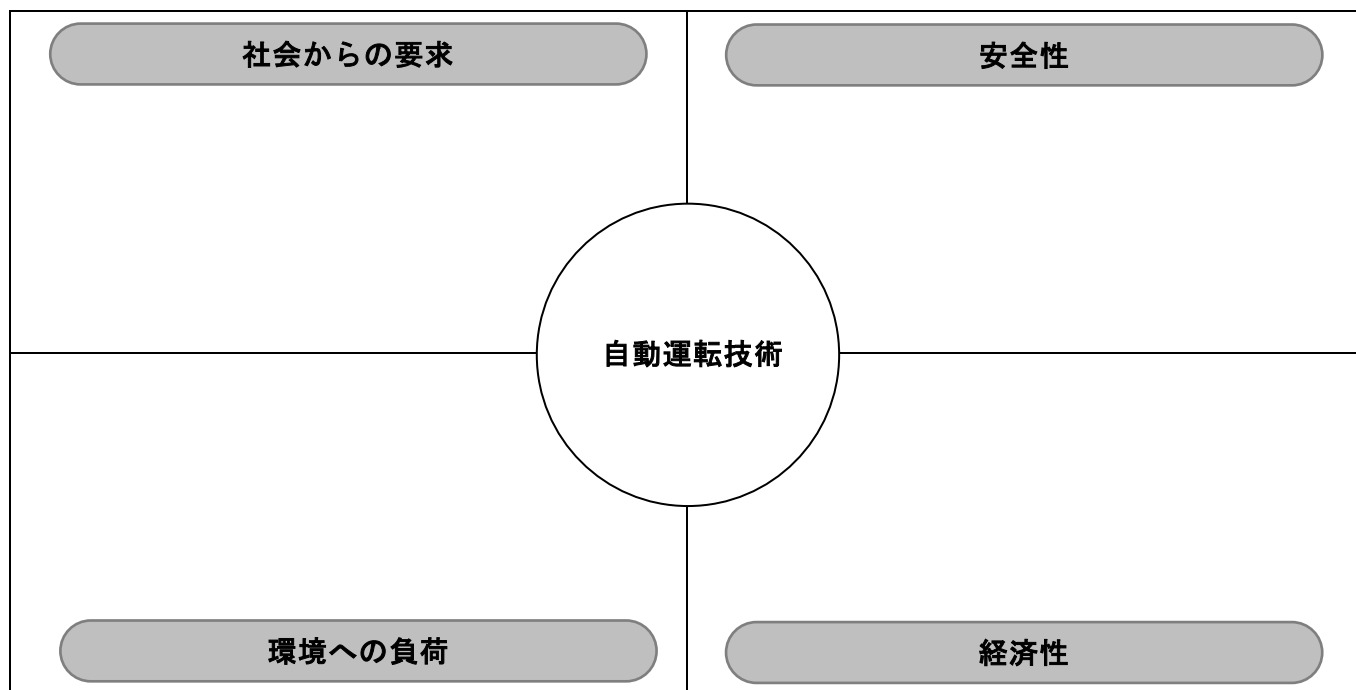 社会からの要求
安全性
自動運転技術
環境への負荷
経済性